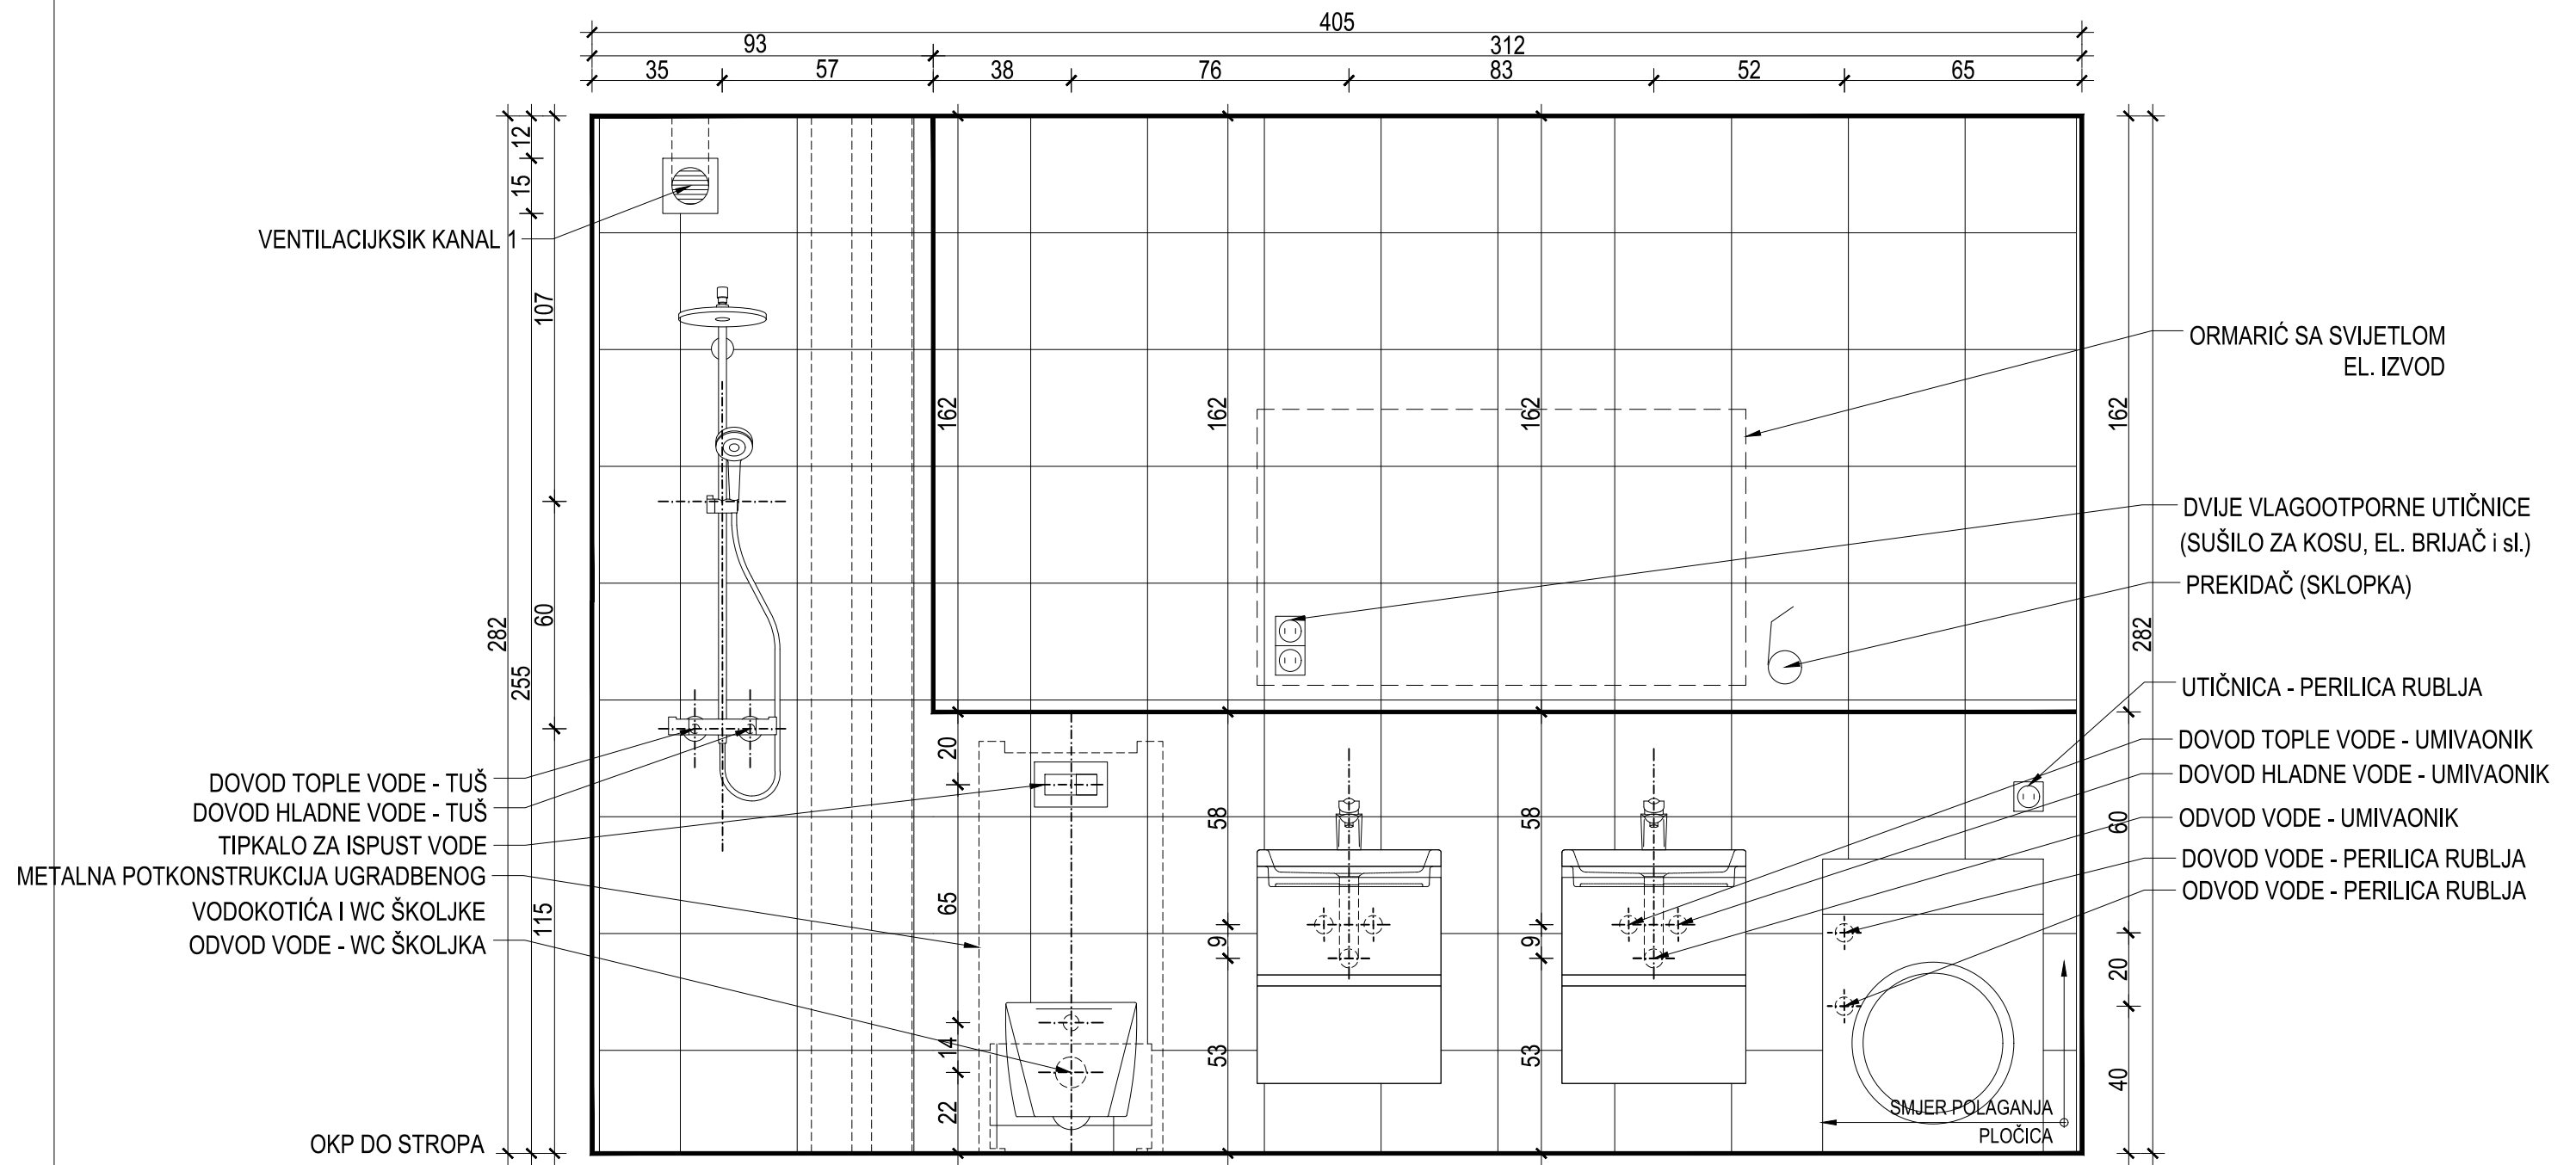 405
93
312
35
57
38
76
83
52
65
12
15
VENTILACIJKSIK KANAL 1
107
ORMARIĆ SA SVIJETLOM
EL. IZVOD
162
162
162
162
DVIJE VLAGOOTPORNE UTIČNICE
(SUŠILO ZA KOSU, EL. BRIJAČ i sl.)
PREKIDAČ (SKLOPKA)
60
282
255
282
UTIČNICA - PERILICA RUBLJA
20
DOVOD TOPLE VODE - UMIVAONIK
DOVOD HLADNE VODE - UMIVAONIK
DOVOD TOPLE VODE - TUŠ
DOVOD HLADNE VODE - TUŠ
58
58
60
ODVOD VODE - UMIVAONIK
TIPKALO ZA ISPUST VODE
DOVOD VODE - PERILICA RUBLJA
METALNA POTKONSTRUKCIJA UGRADBENOG
ODVOD VODE - PERILICA RUBLJA
VODOKOTIĆA I WC ŠKOLJKE
115
65
ODVOD VODE - WC ŠKOLJKA
9
9
20
14
53
53
40
22
SMJER POLAGANJA
PLOČICA
OKP DO STROPA